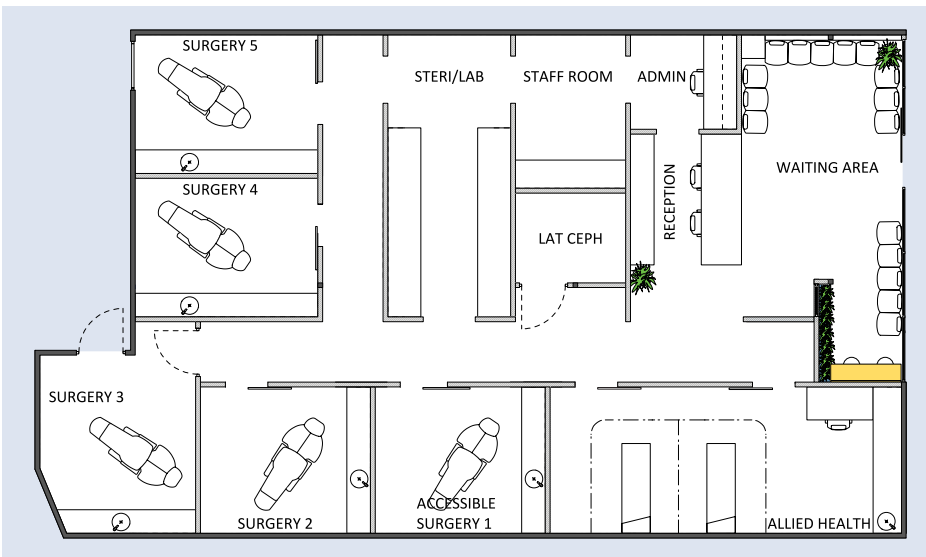 SURGERY 5
STERI/LAB
STAFF ROOM
ADMIN
WAITING AREA
SURGERY 4
RECEPTION
LAT CEPH
SURGERY 3
SURGERY 2
ACCESSIBLE
SURGERY 1
ALLIED HEALTH